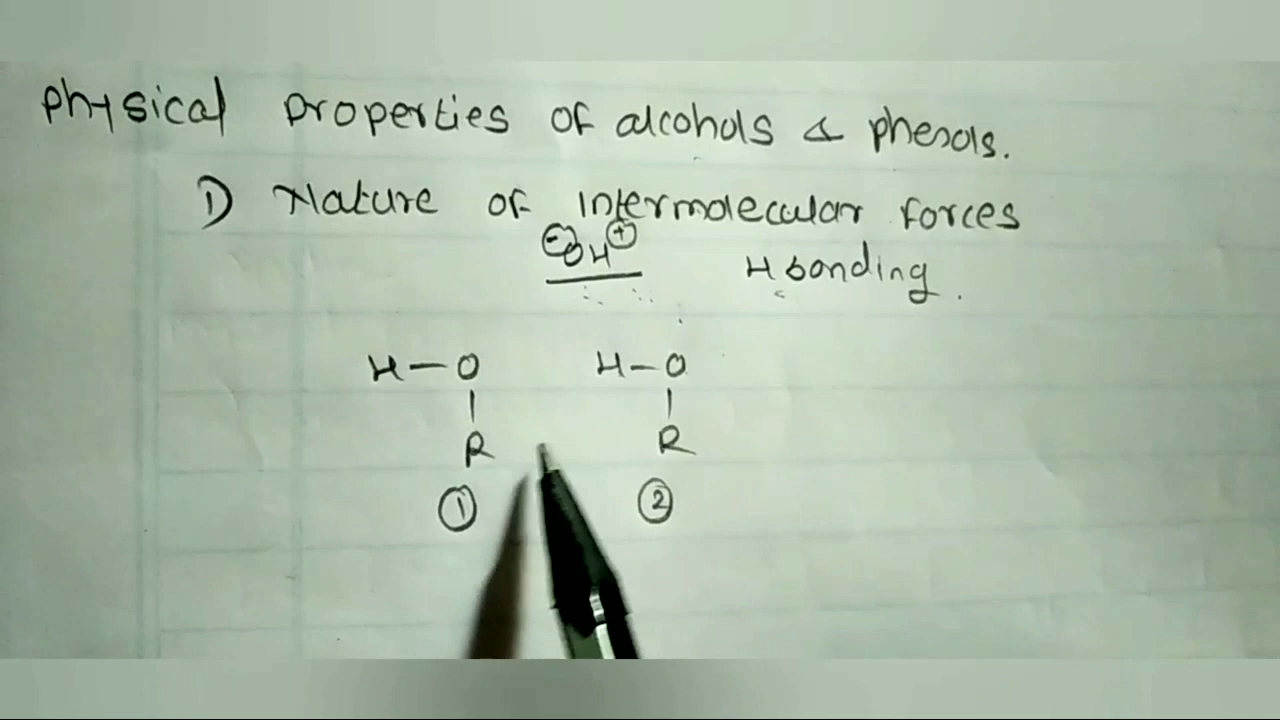 Physical properties of alcohols & phenols.
1) Nature of intermolecular forces
⊖OH⊕ H bonding.
H—O H—O
| |
R R
① ②